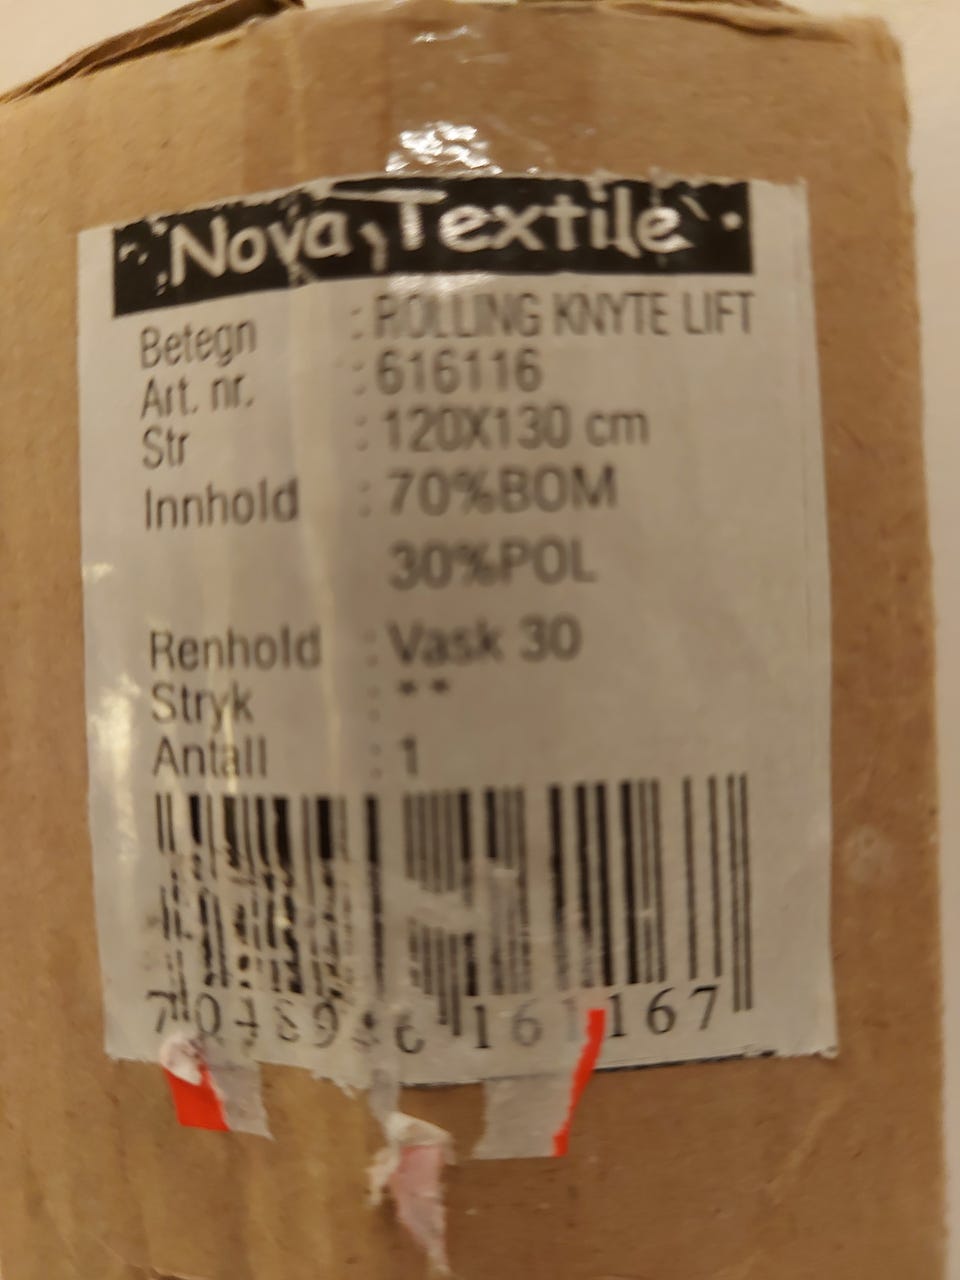 Nova Textile
Betegn : ROLLING KNYTE LIFT
Art. nr. : 616116
Str : 120X130 cm
Innhold : 70%BOM
30%POL
Renhold : Vask 30
Stryk : **
Antall : 1